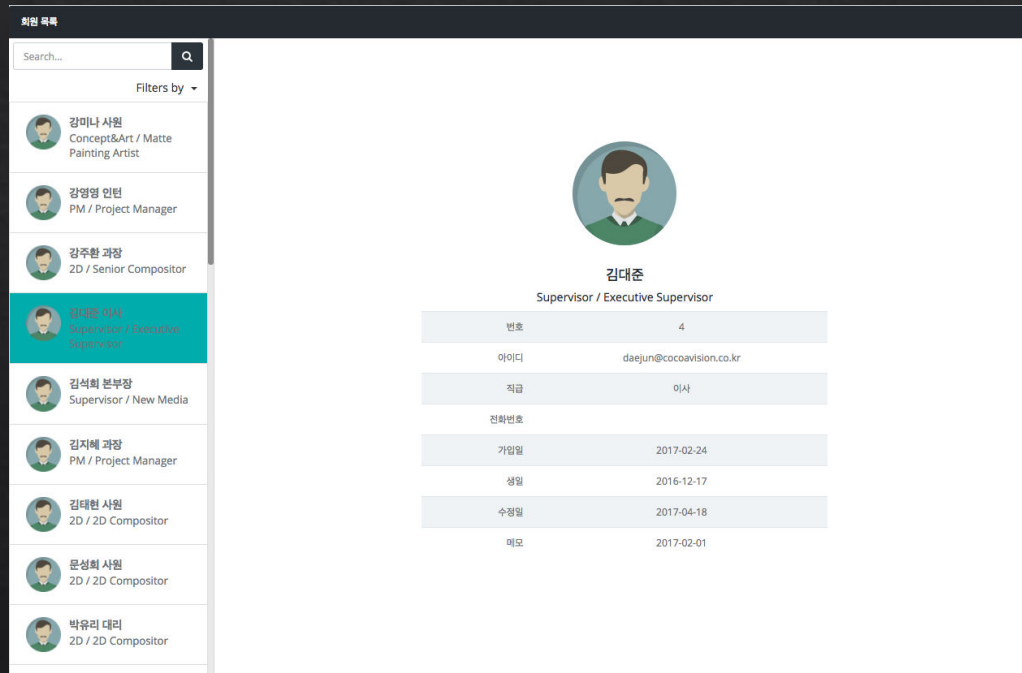 회원 목록
Search...
Filters by
강미나 사원
Concept&Art / Matte
Painting Artist
강영영 인턴
PM / Project Manager
강주환 과장
2D / Senior Compositor
김대준 이사
Supervisor / Executive
Supervisor
김석희 본부장
Supervisor / New Media
김지혜 과장
PM / Project Manager
김태현 사원
2D / 2D Compositor
문성희 사원
2D / 2D Compositor
박유리 대리
2D / 2D Compositor
김대준
Supervisor / Executive Supervisor
번호 4
아이디 daejun@cocoavision.co.kr
직급 이사
전화번호
가입일 2017-02-24
생일 2016-12-17
수정일 2017-04-18
메모 2017-02-01